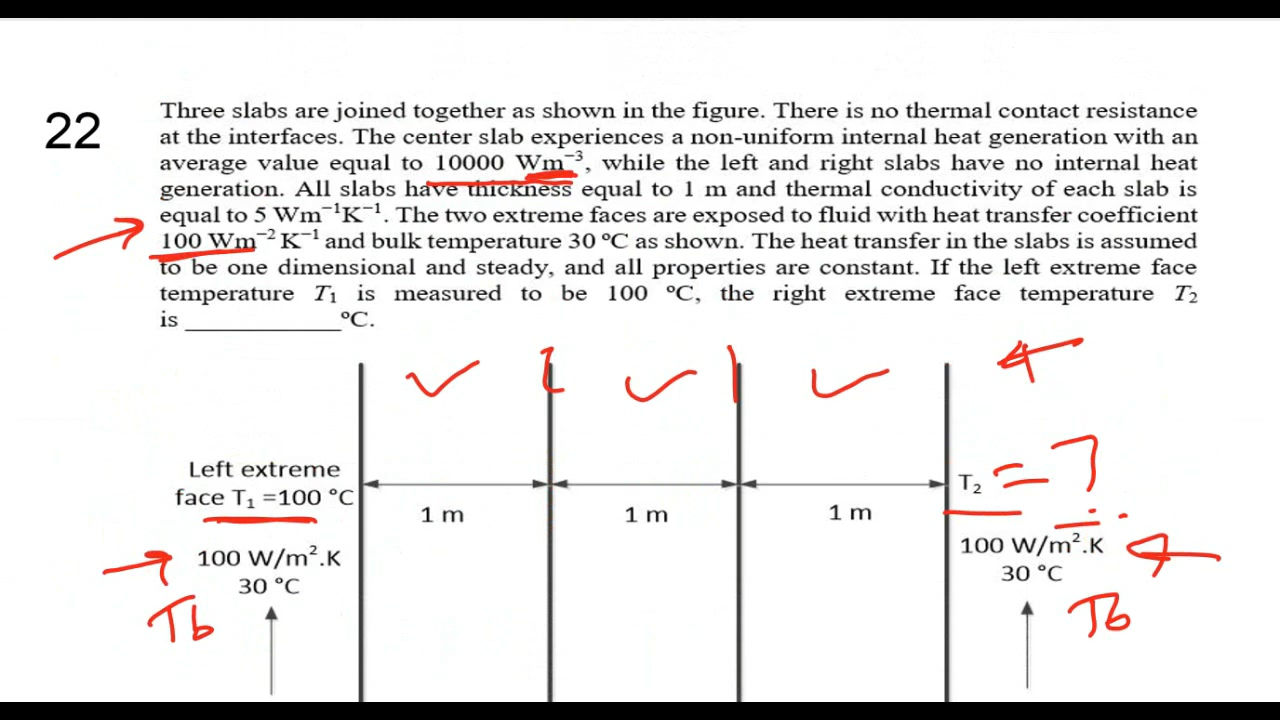 22
Three slabs are joined together as shown in the figure. There is no thermal contact resistance
at the interfaces. The center slab experiences a non-uniform internal heat generation with an
average value equal to 10000 Wm⁻³, while the left and right slabs have no internal heat
generation. All slabs have thickness equal to 1 m and thermal conductivity of each slab is
equal to 5 Wm⁻¹K⁻¹. The two extreme faces are exposed to fluid with heat transfer coefficient
100 Wm⁻² K⁻¹ and bulk temperature 30 ºC as shown. The heat transfer in the slabs is assumed
to be one dimensional and steady, and all properties are constant. If the left extreme face
temperature T₁ is measured to be 100 ºC, the right extreme face temperature T₂
is ____________ºC.
Left extreme
face T₁ =100 °C
1 m
1 m
1 m
T₂ = ?
100 W/m².K
30 °C
Tb
100 W/m².K
30 °C
Tb